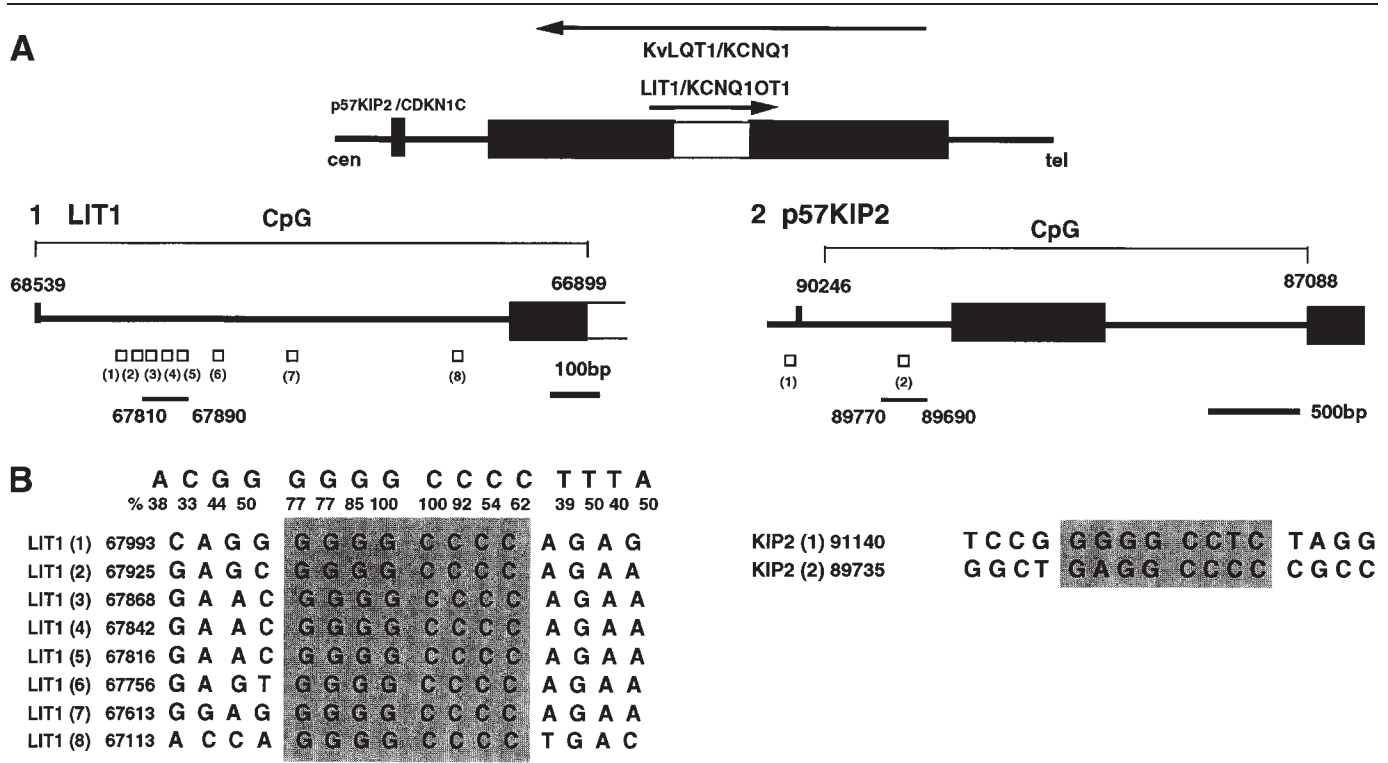 A
KvLQT1/KCNQ1
LIT1/KCNQ1OT1
p57KIP2 /CDKN1C
cen
tel
1 LIT1
CpG
68539
66899
(1) (2) (3) (4) (5) (6) (7) (8)
100bp
67810 67890
2 p57KIP2
CpG
90246
87088
(1) (2)
89770 89690
500bp
B
A C G G G G G G C C C C T T T A
% 38 33 44 50 77 77 85 100 100 92 54 62 39 50 40 50
LIT1 (1) 67993 C A G G G G G G C C C C A G A G
LIT1 (2) 67925 G A G C G G G G C C C C A G A A
LIT1 (3) 67868 G A A C G G G G C C C C A G A A
LIT1 (4) 67842 G A A C G G G G C C C C A G A A
LIT1 (5) 67816 G A A C G G G G C C C C A G A A
LIT1 (6) 67756 G A G T G G G G C C C C A G A A
LIT1 (7) 67613 G G A G G G G G C C C C A G A A
LIT1 (8) 67113 A C C A G G G G C C C C T G A C
KIP2 (1) 91140 T C C G G G G G C C T C T A G G
KIP2 (2) 89735 G G C T G A G G C C C C C G C C